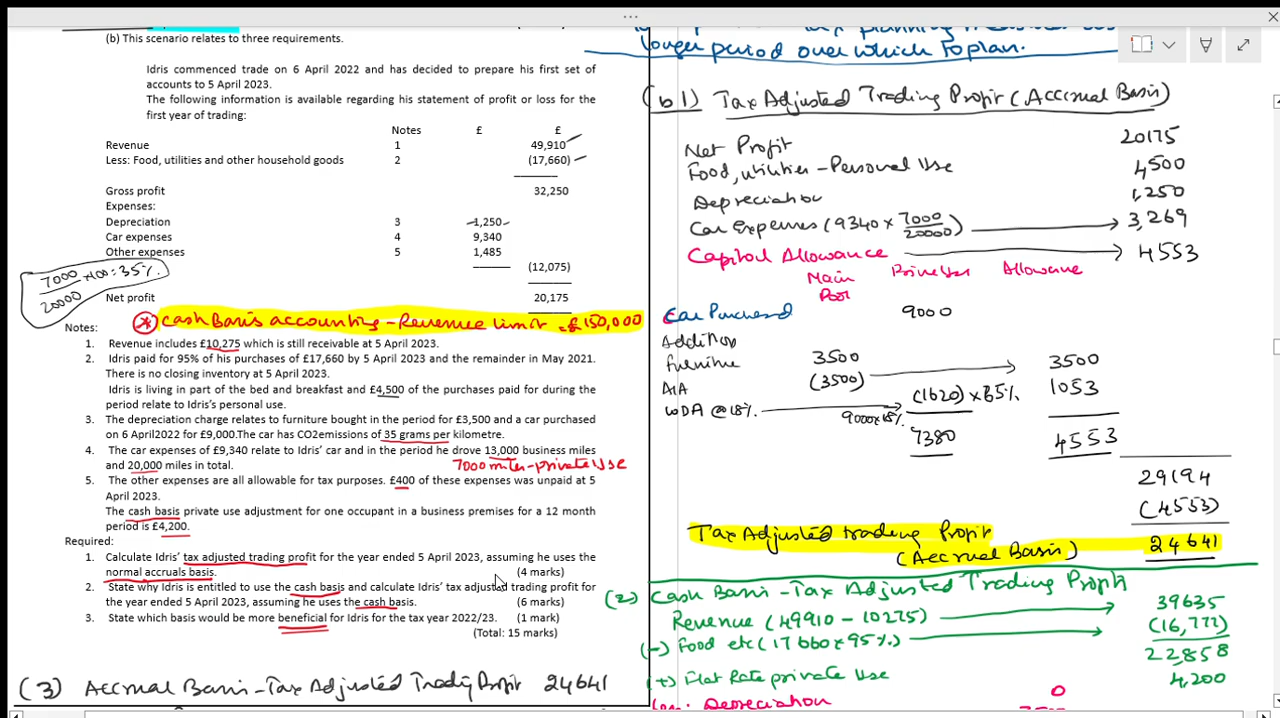 longer period over which to plan.
(b) This scenario relates to three requirements.
Idris commenced trade on 6 April 2022 and has decided to prepare his first set of
accounts to 5 April 2023.
The following information is available regarding his statement of profit or loss for the
first year of trading:
Notes £ £
Revenue 1 49,910
Less: Food, utilities and other household goods 2 (17,660)
Gross profit 32,250
Expenses:
Depreciation 3 1,250
Car expenses 4 9,340
Other expenses 5 1,485
(12,075)
7000/20000 × 100 = 35%
Net profit 20,175
* Cash Basis accounting - Revenue limit = £150,000
Notes:
1. Revenue includes £10,275 which is still receivable at 5 April 2023.
2. Idris paid for 95% of his purchases of £17,660 by 5 April 2023 and the remainder in May 2021.
There is no closing inventory at 5 April 2023.
Idris is living in part of the bed and breakfast and £4,500 of the purchases paid for during the
period relate to Idris's personal use.
3. The depreciation charge relates to furniture bought in the period for £3,500 and a car purchased
on 6 April2022 for £9,000.The car has CO2emissions of 35 grams per kilometre.
4. The car expenses of £9,340 relate to Idris' car and in the period he drove 13,000 business miles
and 20,000 miles in total.
7000 miles-private Use
5. The other expenses are all allowable for tax purposes. £400 of these expenses was unpaid at 5
April 2023.
The cash basis private use adjustment for one occupant in a business premises for a 12 month
period is £4,200.
Required:
1. Calculate Idris' tax adjusted trading profit for the year ended 5 April 2023, assuming he uses the
normal accruals basis. (4 marks)
2. State why Idris is entitled to use the cash basis and calculate Idris' tax adjusted trading profit for
the year ended 5 April 2023, assuming he uses the cash basis. (6 marks)
3. State which basis would be more beneficial for Idris for the tax year 2022/23. (1 mark)
(Total: 15 marks)
(3) Accrual Basis - Tax Adjusted Trading Profit 24641
(b1) Tax Adjusted Trading Profit (Accrual Basis)
Net Profit 20175
Food, utilities - Personal Use 4,500
Depreciation 1,250
Car Expenses (9340 × 7000/20000) 3,269
Capital Allowance 4553
Main Pool Private Use Allowance
Car Purchased 9000
Addition
Furniture 3500 3500
AIA (3500) 1053
WDA @18% 9000×18% (1620) × 65%
7380 4553
29194
(4553)
Tax Adjusted trading Profit
(Accrual Basis) 24641
(2) Cash Basis - Tax Adjusted Trading Profit
Revenue (49910 - 10275) 39635
(-) Food etc (17660×95%) (16,777)
22,858
(+) Flat Rate private Use 4,200
Depreciation 0